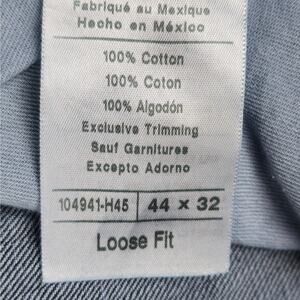 Fabriqué au Mexique
Hecho en México
100% Cotton
100% Coton
100% Algodón
Exclusive Trimming
Sauf Garnitures
Excepto Adorno
104941-H45 44 × 32
Loose Fit